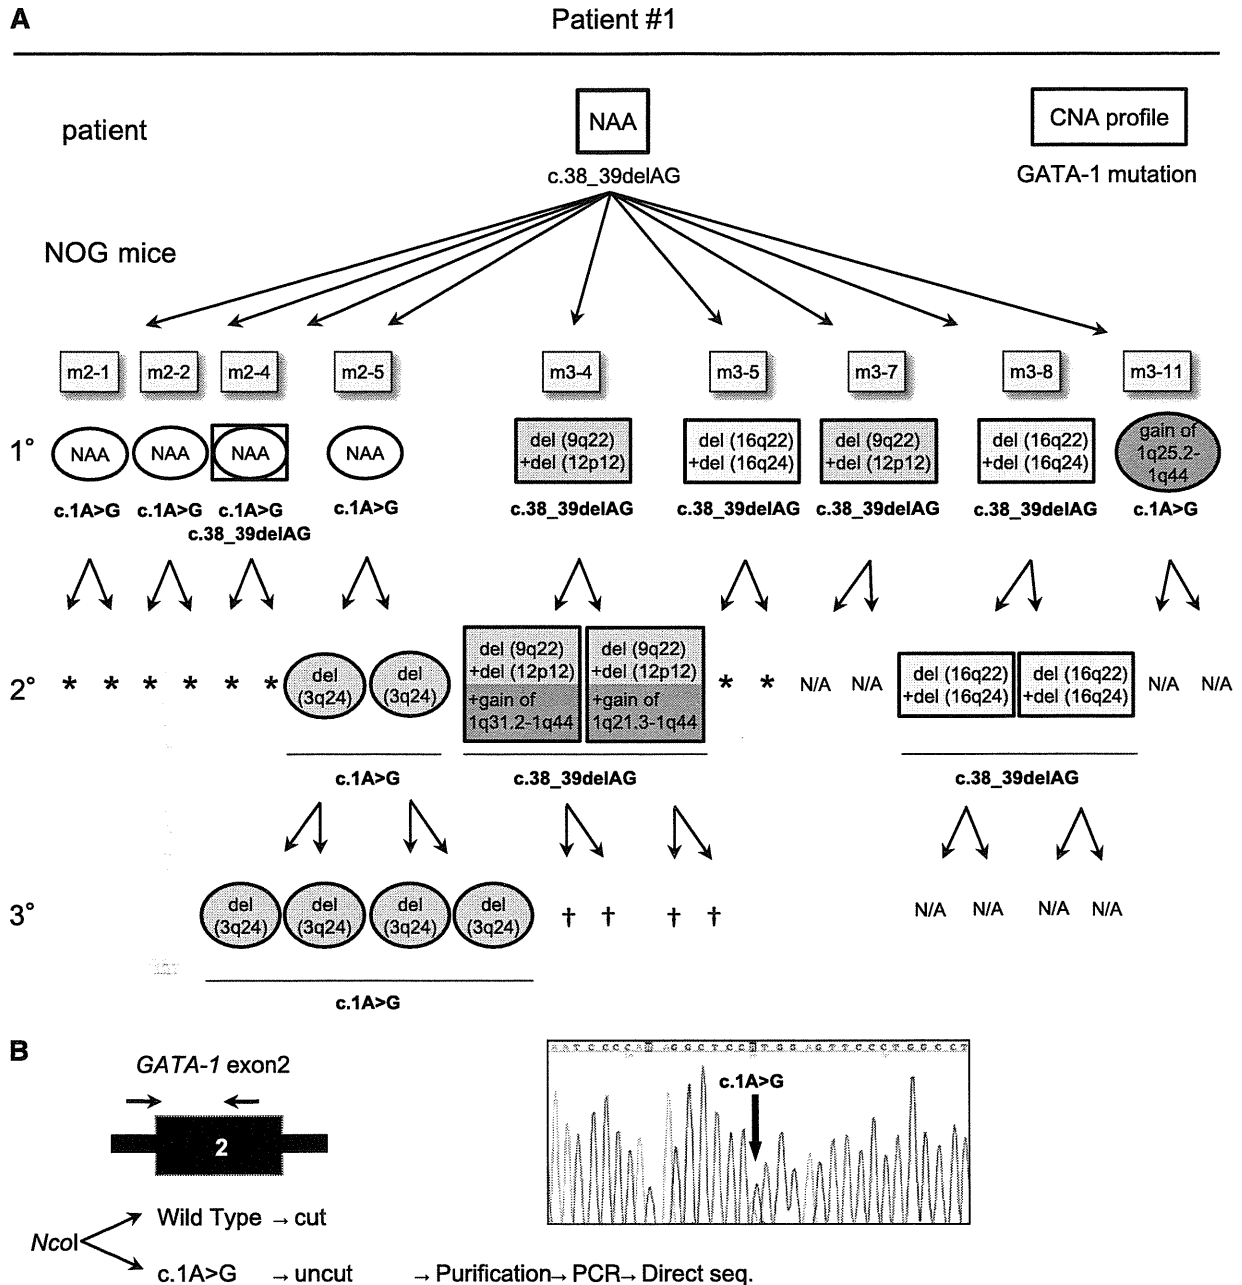 A
Patient #1
patient
NAA
CNA profile
c.38_39delAG
GATA-1 mutation
NOG mice
m2-1 m2-2 m2-4 m2-5 m3-4 m3-5 m3-7 m3-8 m3-11
1°
NAA NAA NAA NAA
del (9q22)
+del (12p12)
del (16q22)
+del (16q24)
del (9q22)
+del (12p12)
del (16q22)
+del (16q24)
gain of
1q25.2-
1q44
c.1A>G c.1A>G c.1A>G c.1A>G c.38_39delAG c.38_39delAG c.38_39delAG c.38_39delAG c.1A>G
c.38_39delAG
2°
* * * * * *
del
(3q24)
del
(3q24)
del (9q22)
+del (12p12)
+gain of
1q31.2-1q44
del (9q22)
+del (12p12)
+gain of
1q21.3-1q44
* * N/A N/A
del (16q22)
+del (16q24)
del (16q22)
+del (16q24)
N/A N/A
c.1A>G c.38_39delAG c.38_39delAG
3°
del
(3q24)
del
(3q24)
del
(3q24)
del
(3q24)
† † † † N/A N/A N/A N/A
c.1A>G
B
GATA-1 exon2
2
NcoI
Wild Type → cut
c.1A>G → uncut → Purification → PCR → Direct seq.
c.1A>G